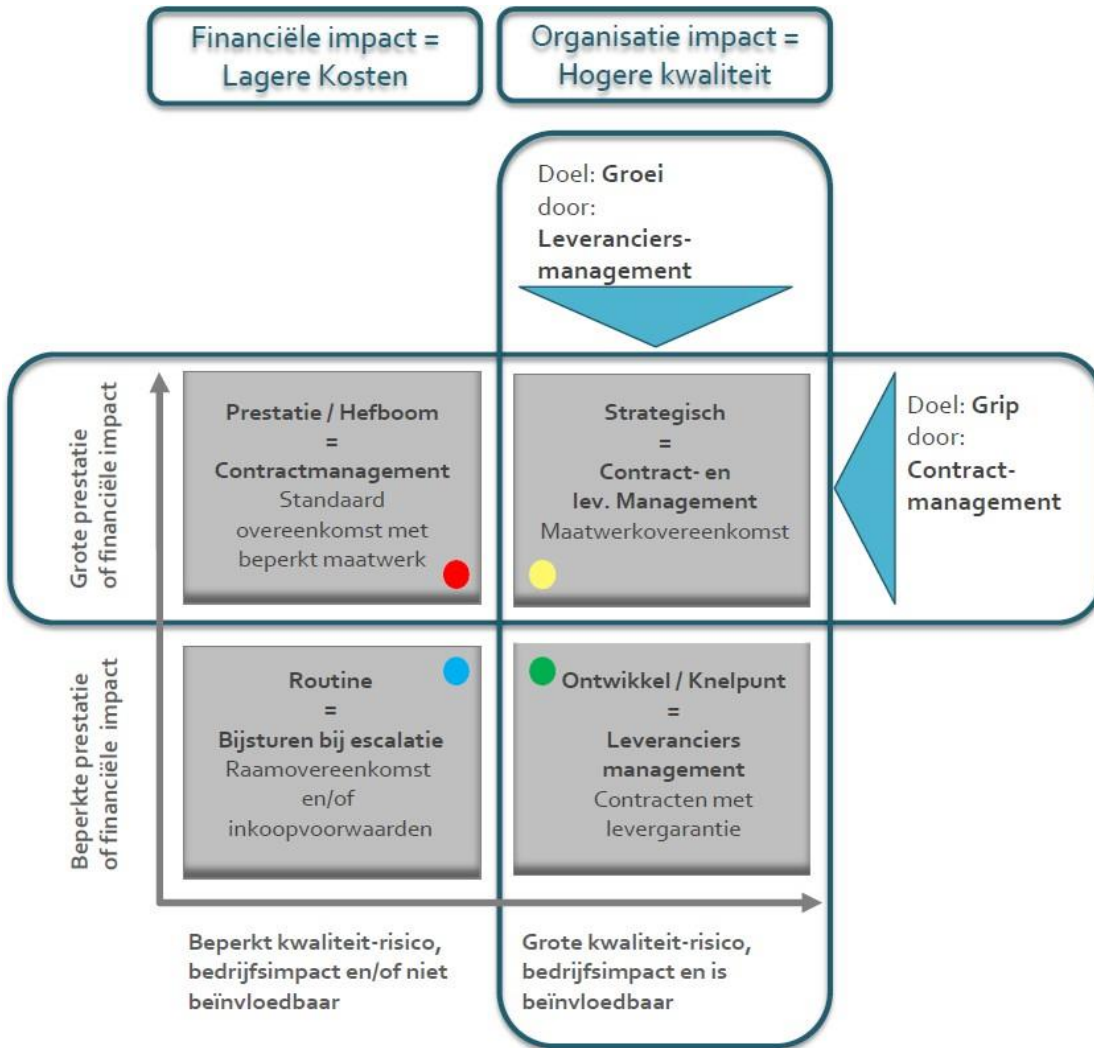 Financiële impact =
Lagere Kosten
Organisatie impact =
Hogere kwaliteit
Doel: Groei
door:
Leveranciers-
management
Grote prestatie
of financiële impact
Prestatie / Hefboom
=
Contractmanagement
Standaard
overeenkomst met
beperkt maatwerk
Strategisch
=
Contract- en
lev. Management
Maatwerkovereenkomst
Doel: Grip
door:
Contract-
management
Beperkte prestatie
of financiële impact
Routine
=
Bijsturen bij escalatie
Raamovereenkomst
en/of
inkoopvoorwaarden
Ontwikkel / Knelpunt
=
Leveranciers
management
Contracten met
levergarantie
Beperkt kwaliteit-risico,
bedrijfsimpact en/of niet
beïnvloedbaar
Grote kwaliteit-risico,
bedrijfsimpact en is
beïnvloedbaar